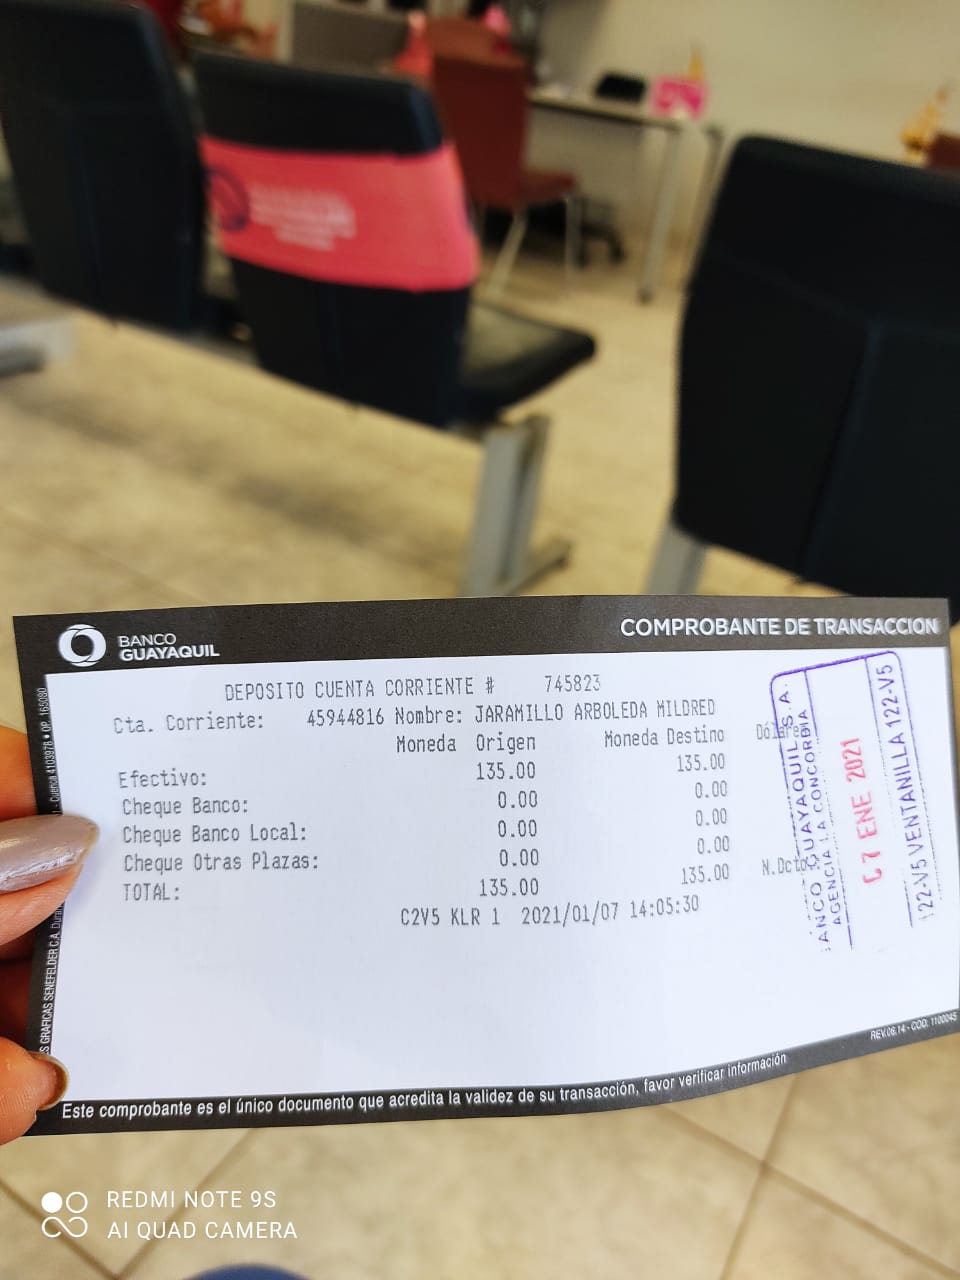 BANCO
GUAYAQUIL
COMPROBANTE DE TRANSACCION
DEPOSITO CUENTA CORRIENTE # 745823
Cta. Corriente: 45944816 Nombre: JARAMILLO ARBOLEDA MILDRED
Moneda Origen Moneda Destino Dólares
Efectivo: 135.00 135.00
Cheque Banco: 0.00 0.00
Cheque Banco Local: 0.00 0.00
Cheque Otras Plazas: 0.00 0.00
TOTAL: 135.00 135.00 N.Dcto.
C2V5 KLR 1 2021/01/07 14:05:30
BANCO GUAYAQUIL S.A.
AGENCIA LA CONCORDIA
07 ENE 2021
122-V5 VENTANILLA 122-V5
REV.06.14 - COD. 1100045
Este comprobante es el único documento que acredita la validez de su transacción, favor verificar información
GRAFICAS SENEFELDER C.A.
REDMI NOTE 9S
AI QUAD CAMERA